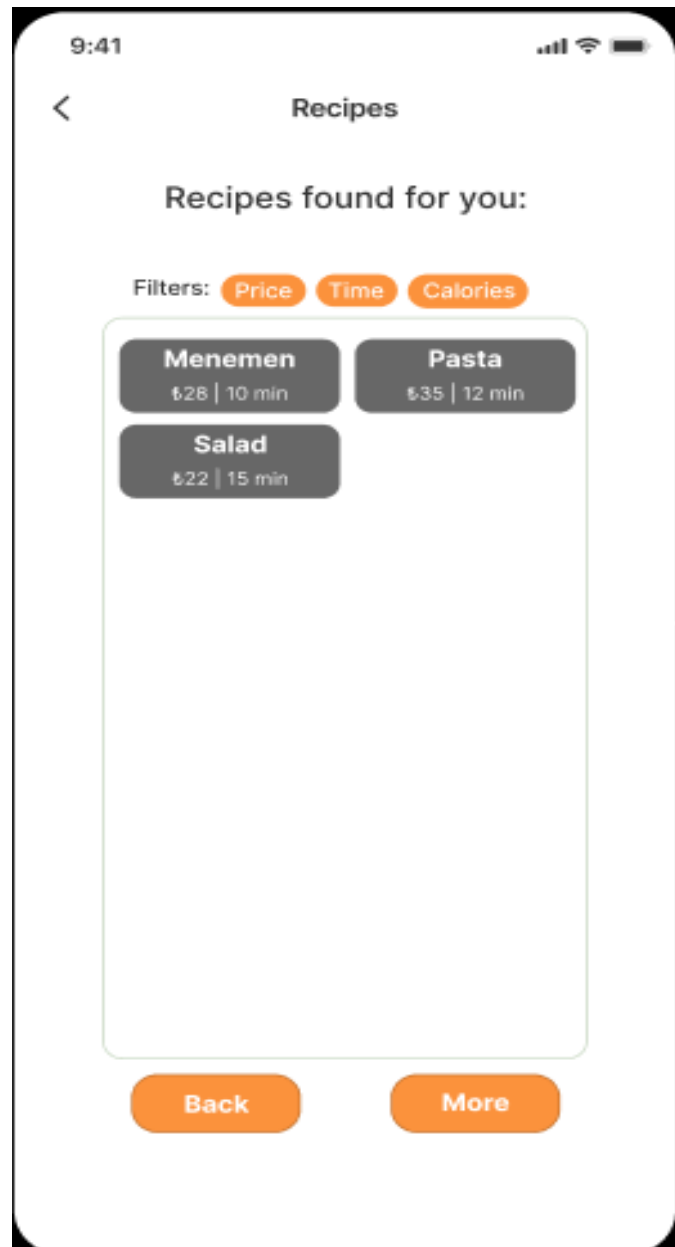 9:41
Recipes
Recipes found for you:
Filters: Price Time Calories
Menemen
₺28 | 10 min
Pasta
₺35 | 12 min
Salad
₺22 | 15 min
Back
More